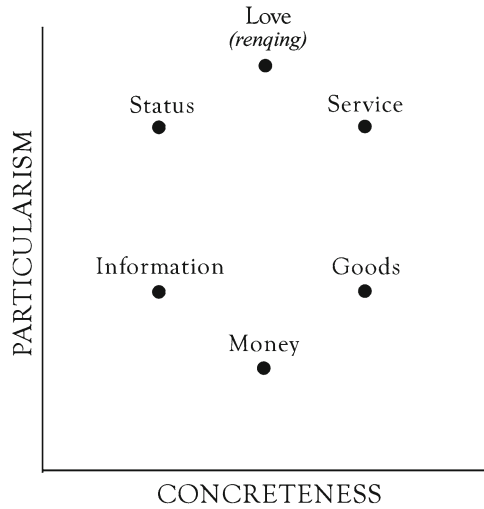 Love
(renqing)
Status
Service
PARTICULARISM
Information
Goods
Money
CONCRETENESS